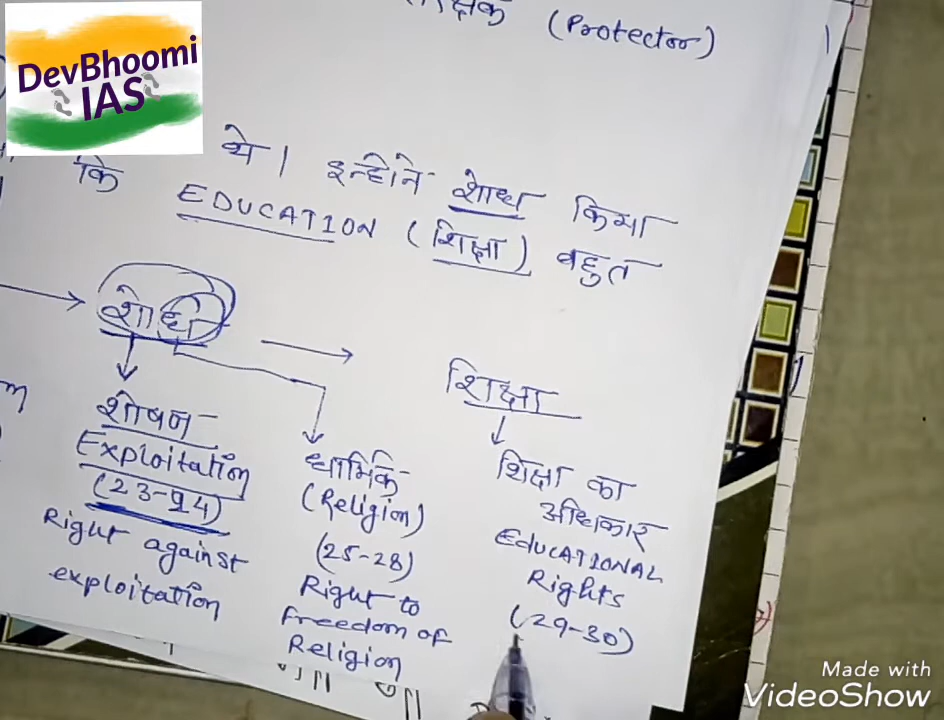 DevBhoomi
IAS
(Protector)
थे। इन्होने शोध किया
कि EDUCATION (शिक्षा) बहुत
शोध
शिक्षा
शोषण
Exploitation
(23-24)
Right against
exploitation
धार्मिक
(Religion)
(25-28)
Right to
freedom of
Religion
शिक्षा का
अधिकार
EDUCATIONAL
Rights
(29-30)
Made with
VideoShow